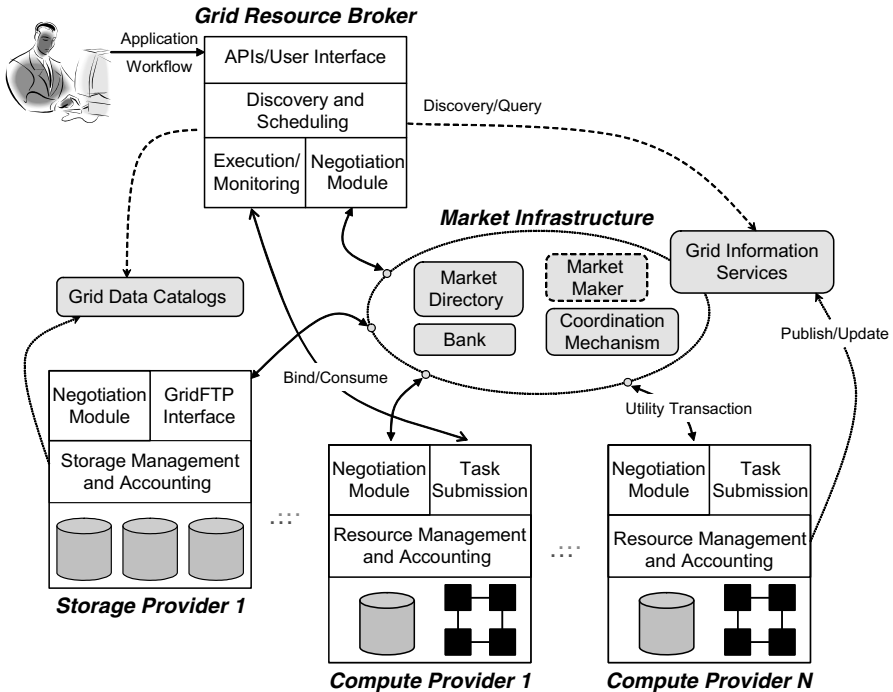 Grid Resource Broker
Application
Workflow
APIs/User Interface
Discovery and
Scheduling
Discovery/Query
Execution/
Monitoring
Negotiation
Module
Market Infrastructure
Grid Information
Services
Market
Directory
Market
Maker
Bank
Coordination
Mechanism
Grid Data Catalogs
Publish/Update
Bind/Consume
Utility Transaction
Negotiation
Module
GridFTP
Interface
Storage Management
and Accounting
Storage Provider 1
Negotiation
Module
Task
Submission
Resource Management
and Accounting
Compute Provider 1
Negotiation
Module
Task
Submission
Resource Management
and Accounting
Compute Provider N